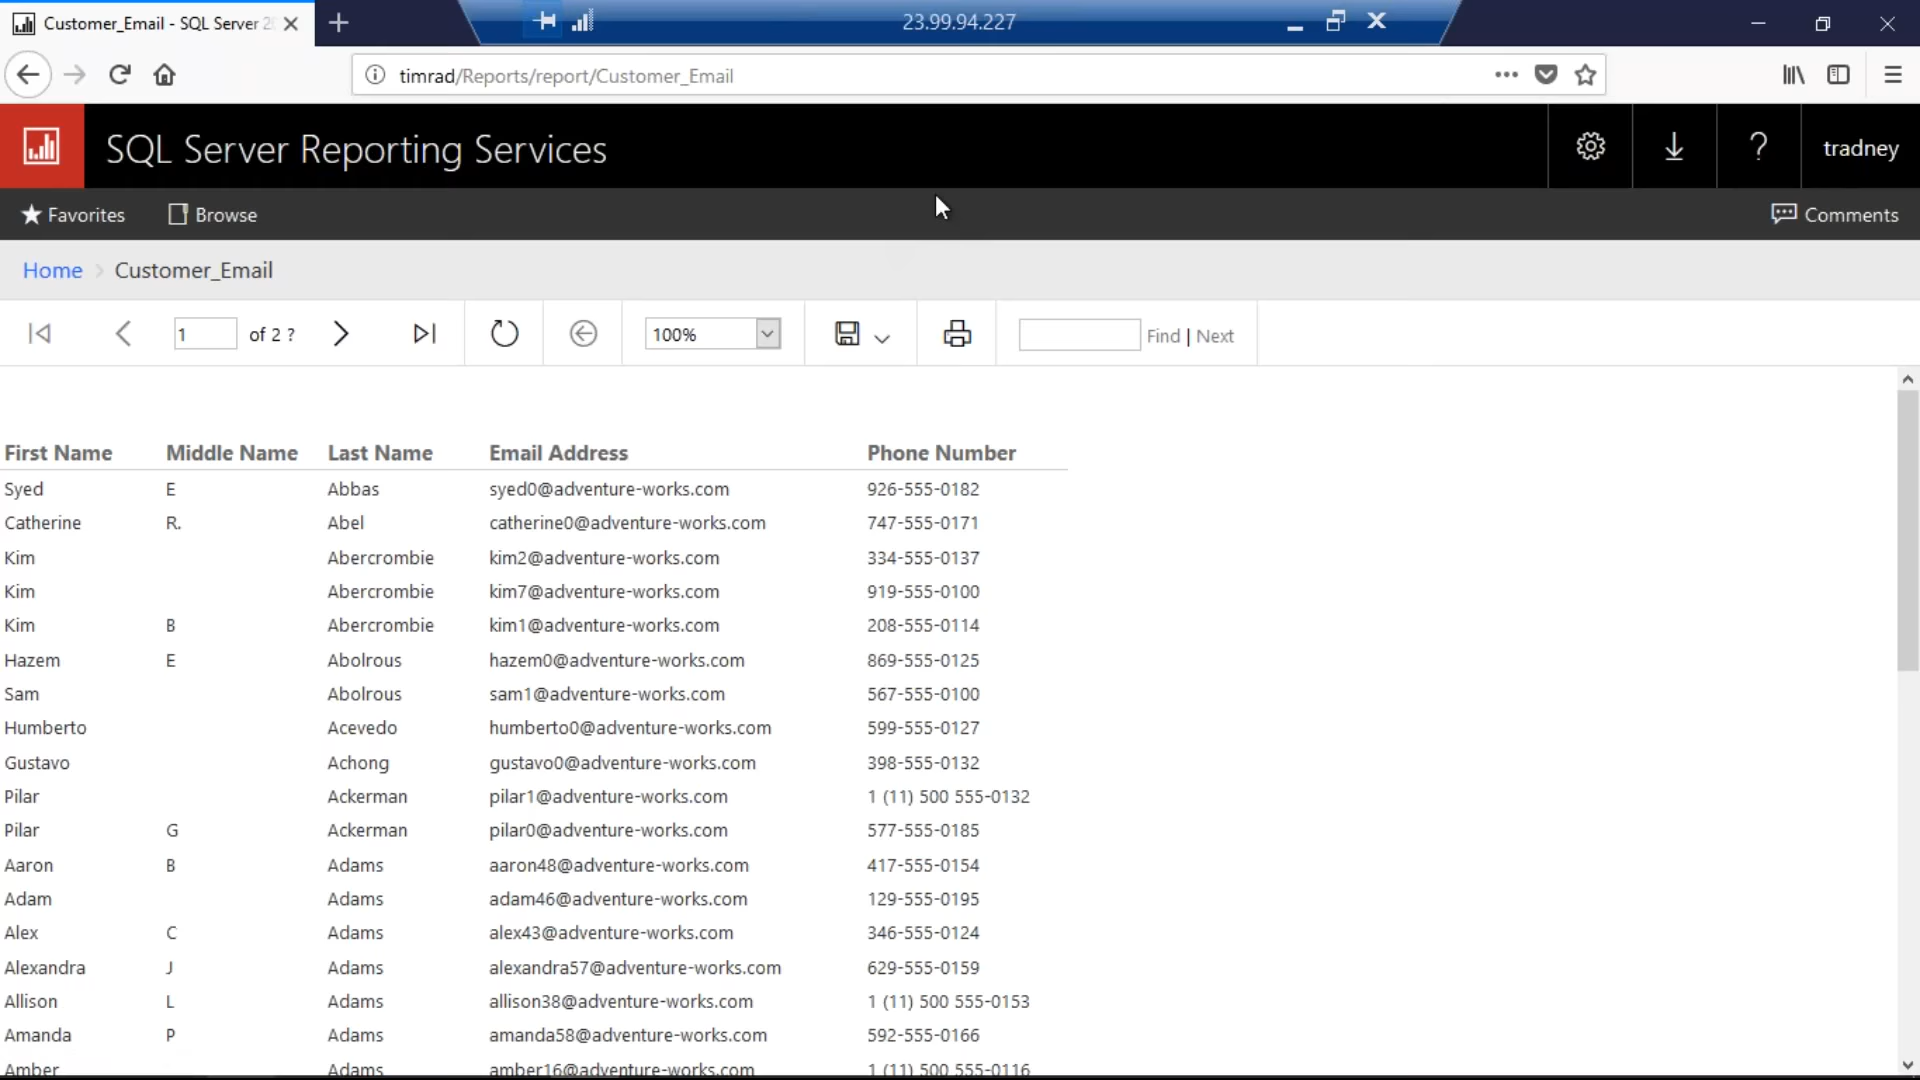 Customer_Email - SQL Server 20
23.99.94.227
timrad/Reports/report/Customer_Email
SQL Server Reporting Services
tradney
Favorites Browse Comments
Home > Customer_Email
1 of 2 ? 100% Find | Next
First Name Middle Name Last Name Email Address Phone Number
Syed E Abbas syed0@adventure-works.com 926-555-0182
Catherine R. Abel catherine0@adventure-works.com 747-555-0171
Kim Abercrombie kim2@adventure-works.com 334-555-0137
Kim Abercrombie kim7@adventure-works.com 919-555-0100
Kim B Abercrombie kim1@adventure-works.com 208-555-0114
Hazem E Abolrous hazem0@adventure-works.com 869-555-0125
Sam Abolrous sam1@adventure-works.com 567-555-0100
Humberto Acevedo humberto0@adventure-works.com 599-555-0127
Gustavo Achong gustavo0@adventure-works.com 398-555-0132
Pilar Ackerman pilar1@adventure-works.com 1 (11) 500 555-0132
Pilar G Ackerman pilar0@adventure-works.com 577-555-0185
Aaron B Adams aaron48@adventure-works.com 417-555-0154
Adam Adams adam46@adventure-works.com 129-555-0195
Alex C Adams alex43@adventure-works.com 346-555-0124
Alexandra J Adams alexandra57@adventure-works.com 629-555-0159
Allison L Adams allison38@adventure-works.com 1 (11) 500 555-0153
Amanda P Adams amanda58@adventure-works.com 592-555-0166
Amber Adams amber16@adventure-works.com 1 (11) 500 555-0116